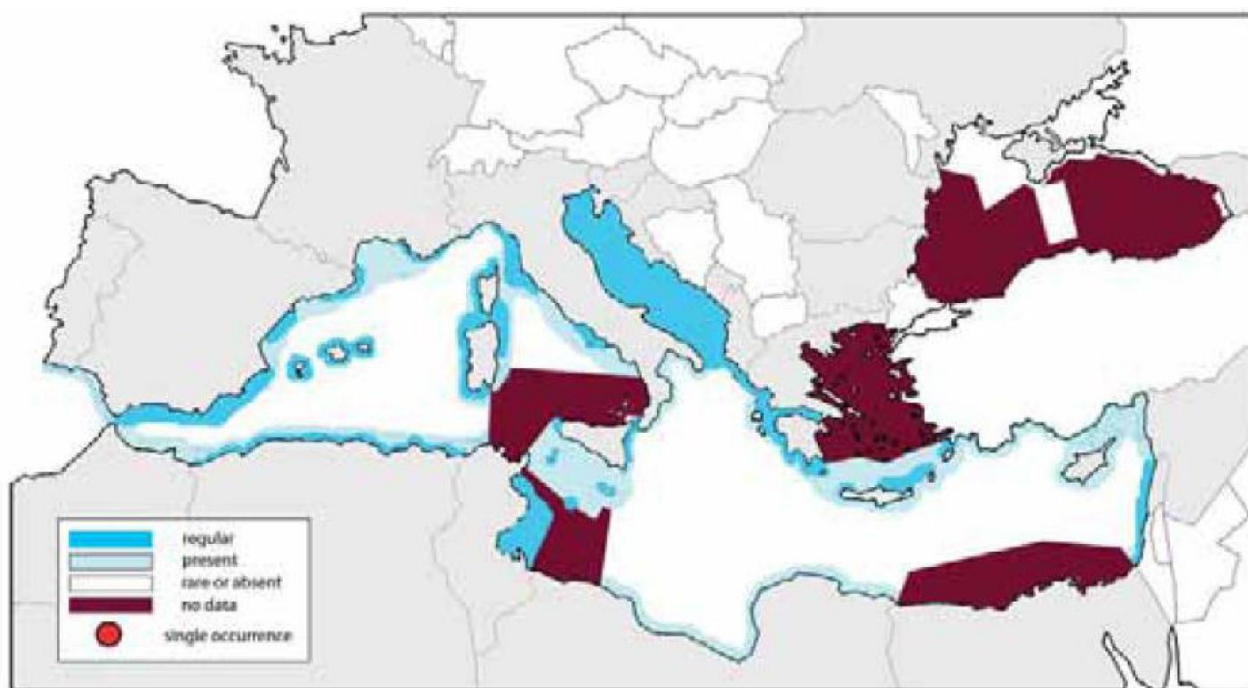 regular
present
rare or absent
no data
single occurrence